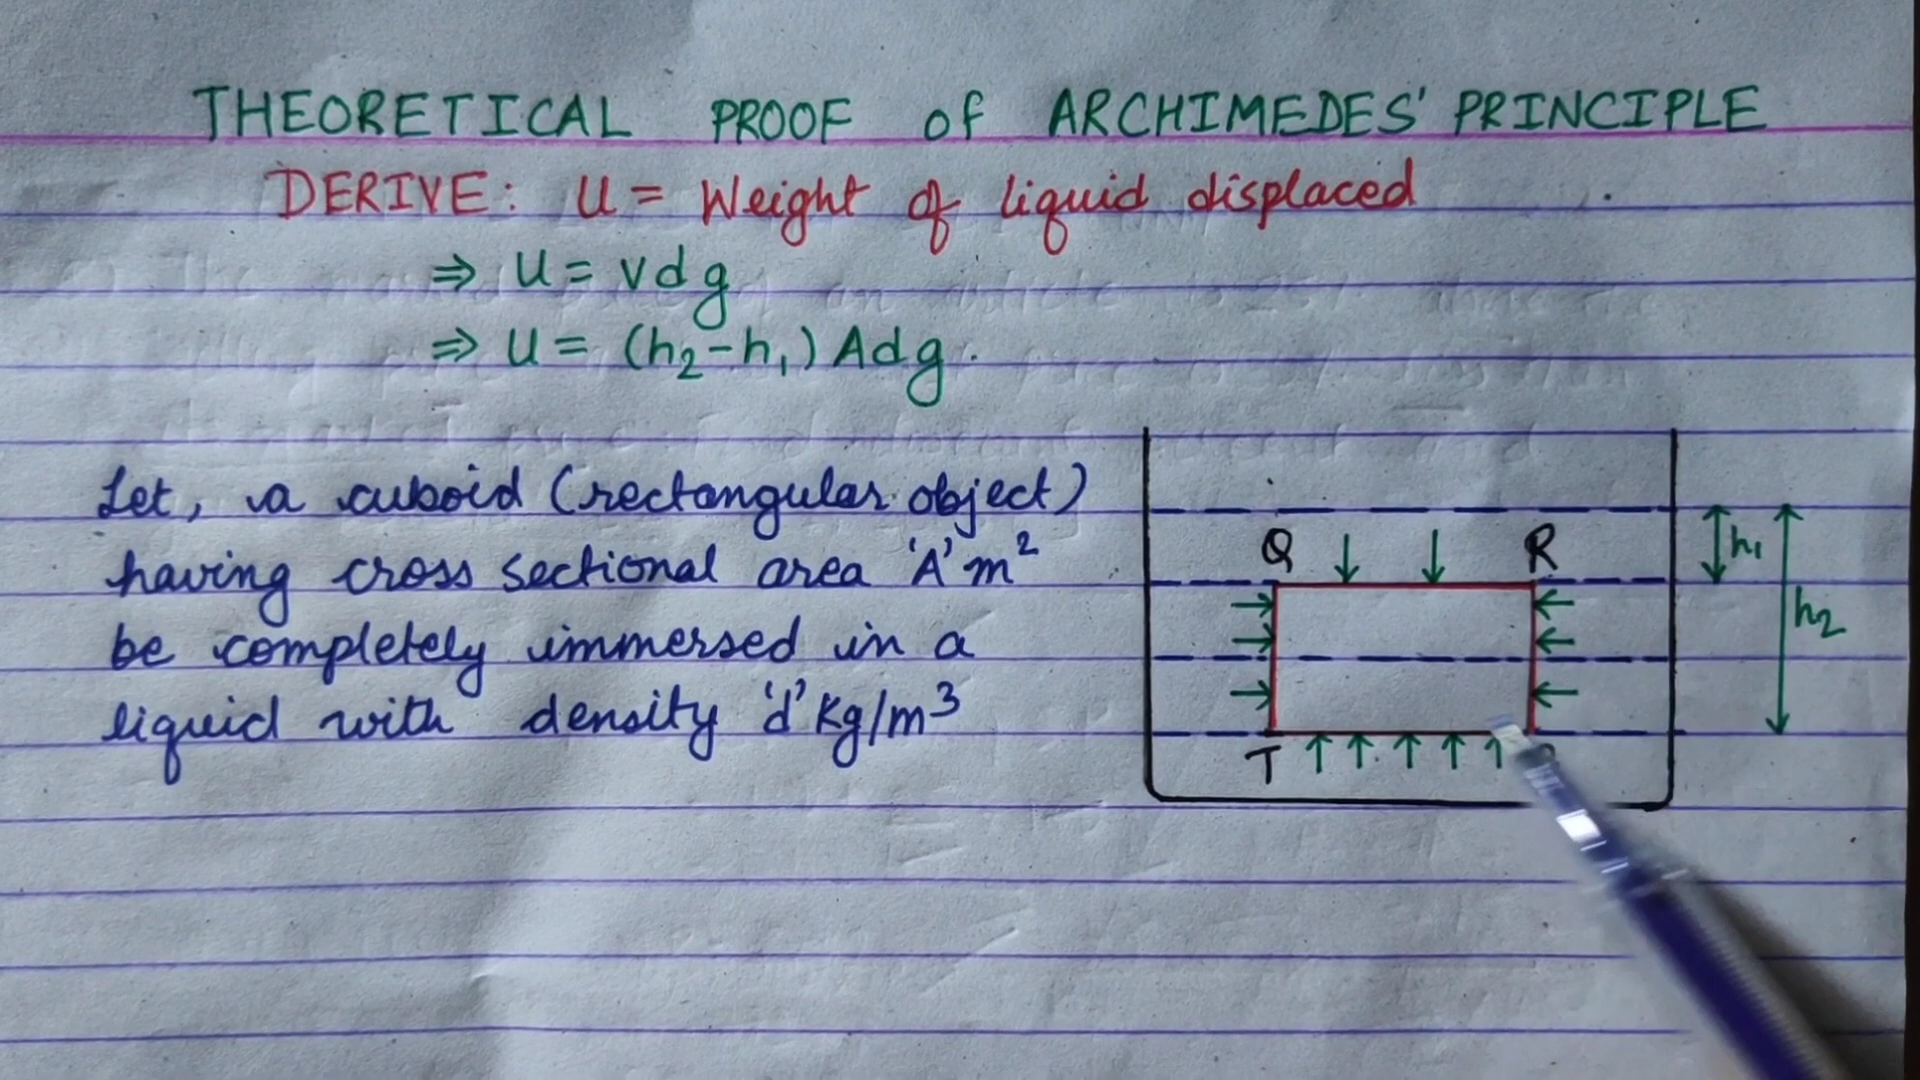 THEORETICAL PROOF of ARCHIMEDES' PRINCIPLE
DERIVE: U = Weight of liquid displaced
⇒ U = vdg
⇒ U = (h₂-h₁) Adg.
Let, a cuboid (rectangular object)
having cross sectional area 'A' m²
be completely immersed in a
liquid with density 'd' Kg/m³
Q R
h₁
h₂
T